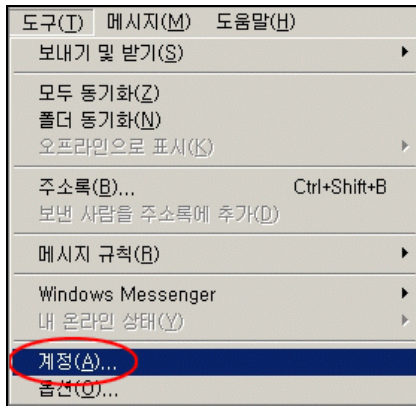 도구(T) 메시지(M) 도움말(H)
보내기 및 받기(S)
모두 동기화(Z)
폴더 동기화(N)
오프라인으로 표시(K)
주소록(B)... Ctrl+Shift+B
보낸 사람을 주소록에 추가(D)
메시지 규칙(R)
Windows Messenger
내 온라인 상태(Y)
계정(A)...
옵션(O)...